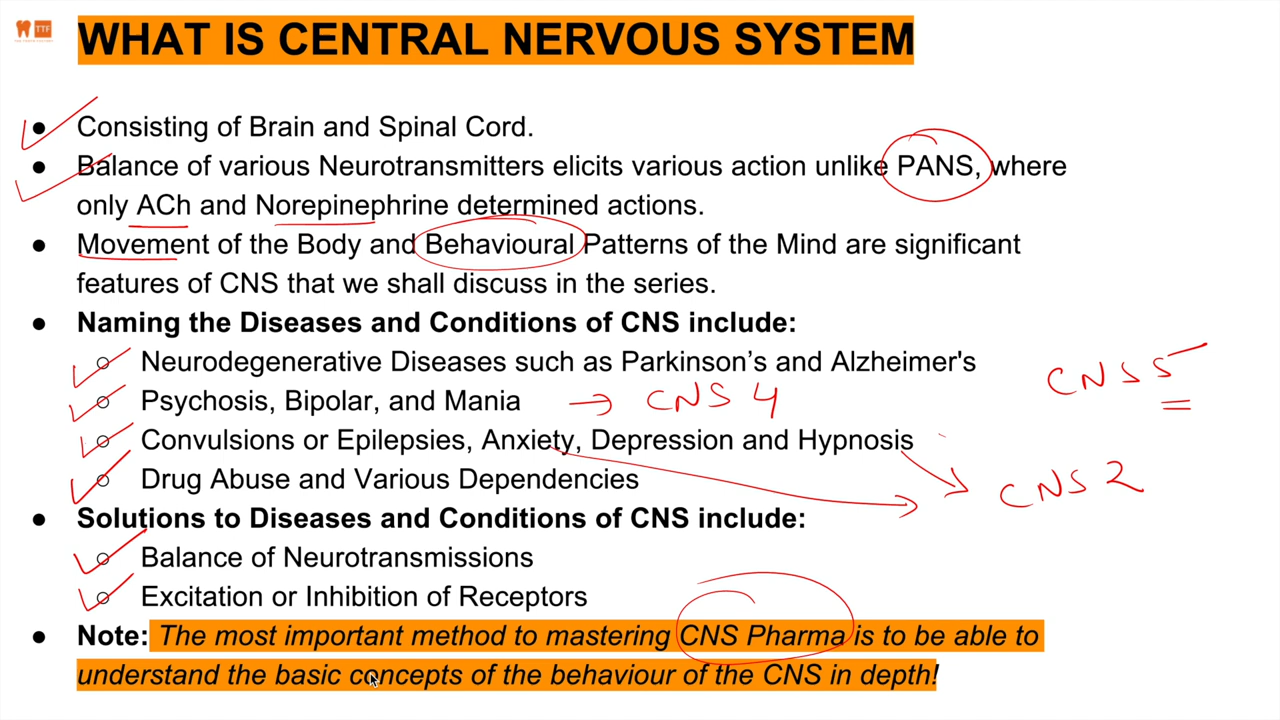 TTF
WHAT IS CENTRAL NERVOUS SYSTEM
● Consisting of Brain and Spinal Cord.
● Balance of various Neurotransmitters elicits various action unlike PANS, where
only ACh and Norepinephrine determined actions.
● Movement of the Body and Behavioural Patterns of the Mind are significant
features of CNS that we shall discuss in the series.
● Naming the Diseases and Conditions of CNS include:
○ Neurodegenerative Diseases such as Parkinson’s and Alzheimer's
CNS 5
○ Psychosis, Bipolar, and Mania → CNS 4
○ Convulsions or Epilepsies, Anxiety, Depression and Hypnosis
○ Drug Abuse and Various Dependencies
CNS 2
● Solutions to Diseases and Conditions of CNS include:
○ Balance of Neurotransmissions
○ Excitation or Inhibition of Receptors
● Note: The most important method to mastering CNS Pharma is to be able to
understand the basic concepts of the behaviour of the CNS in depth!